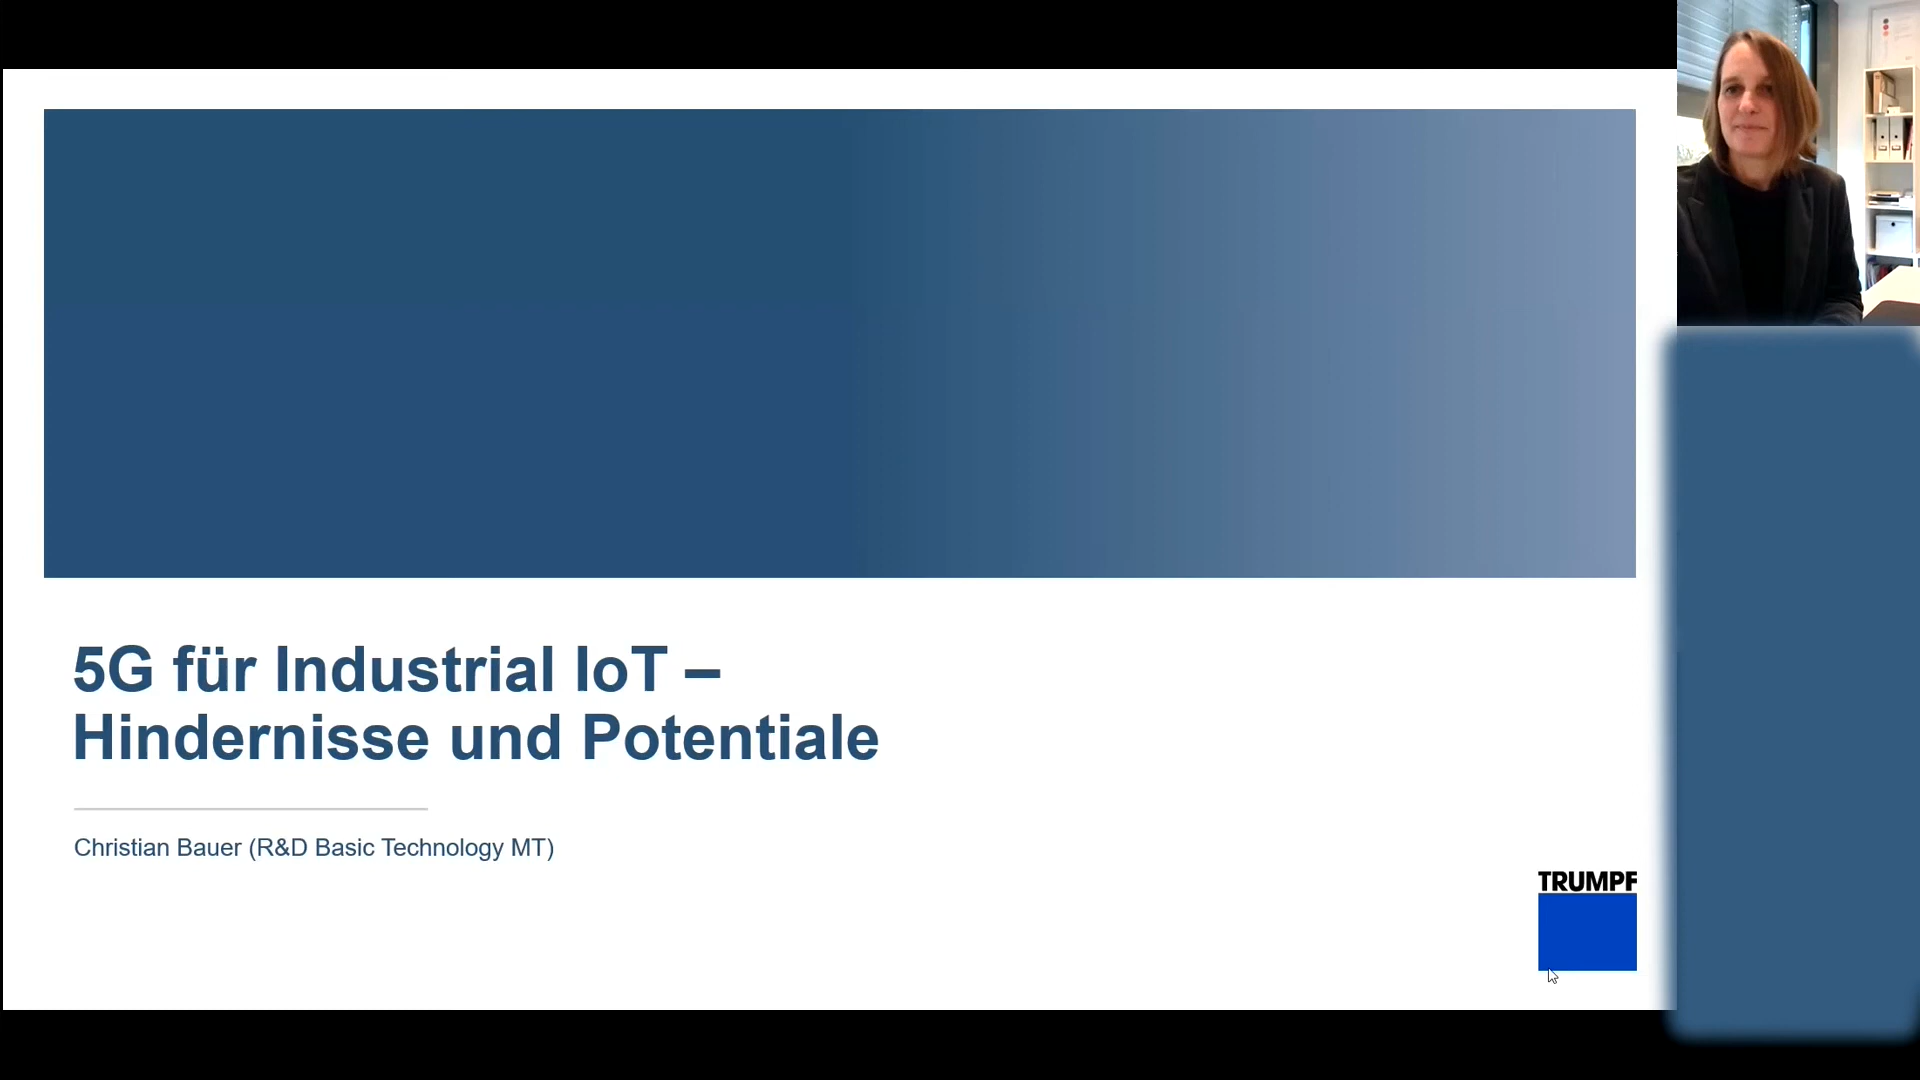 5G für Industrial IoT –
Hindernisse und Potentiale
Christian Bauer (R&D Basic Technology MT)
TRUMPF